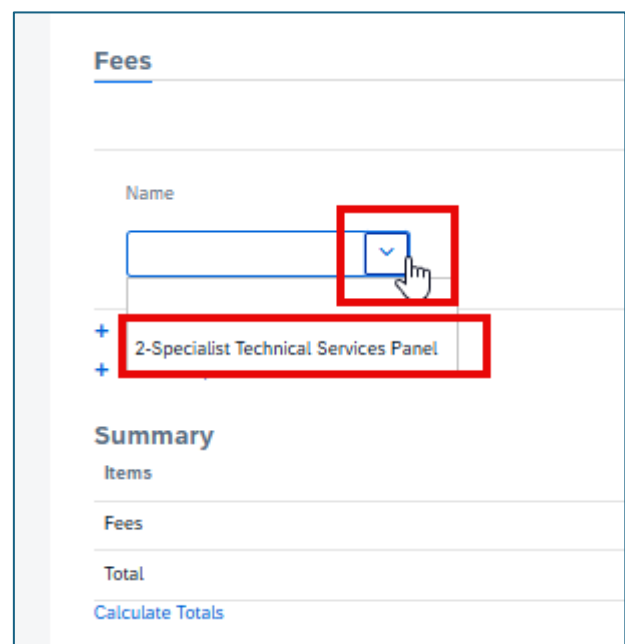 Fees
Name
+
2-Specialist Technical Services Panel
+
Summary
Items
Fees
Total
Calculate Totals